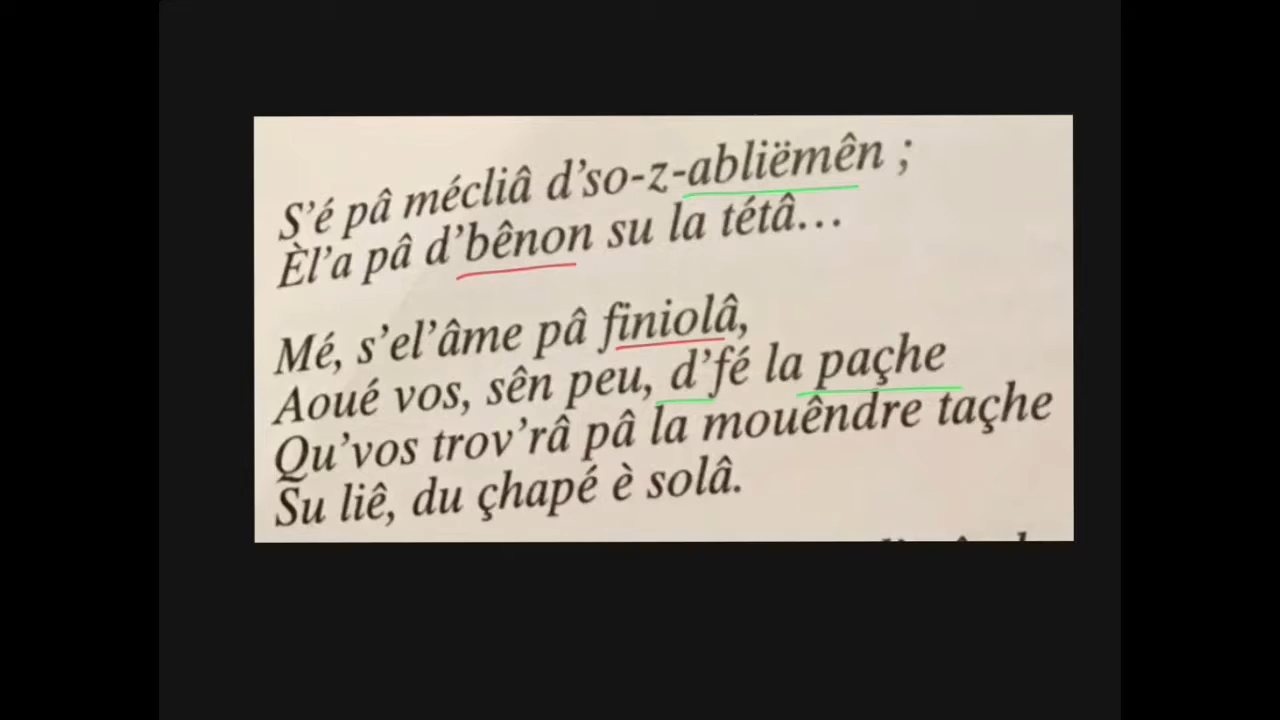 S'é pâ mécliâ d'so-z-abliëmên ;
Èl'a pâ d'bênon su la tétâ...
Mé, s'el'âme pâ finiolâ,
Aoué vos, sên peu, d'fé la paçhe
Qu'vos trov'râ pâ la mouêndre taçhe
Su liê, du çhapé è solâ.